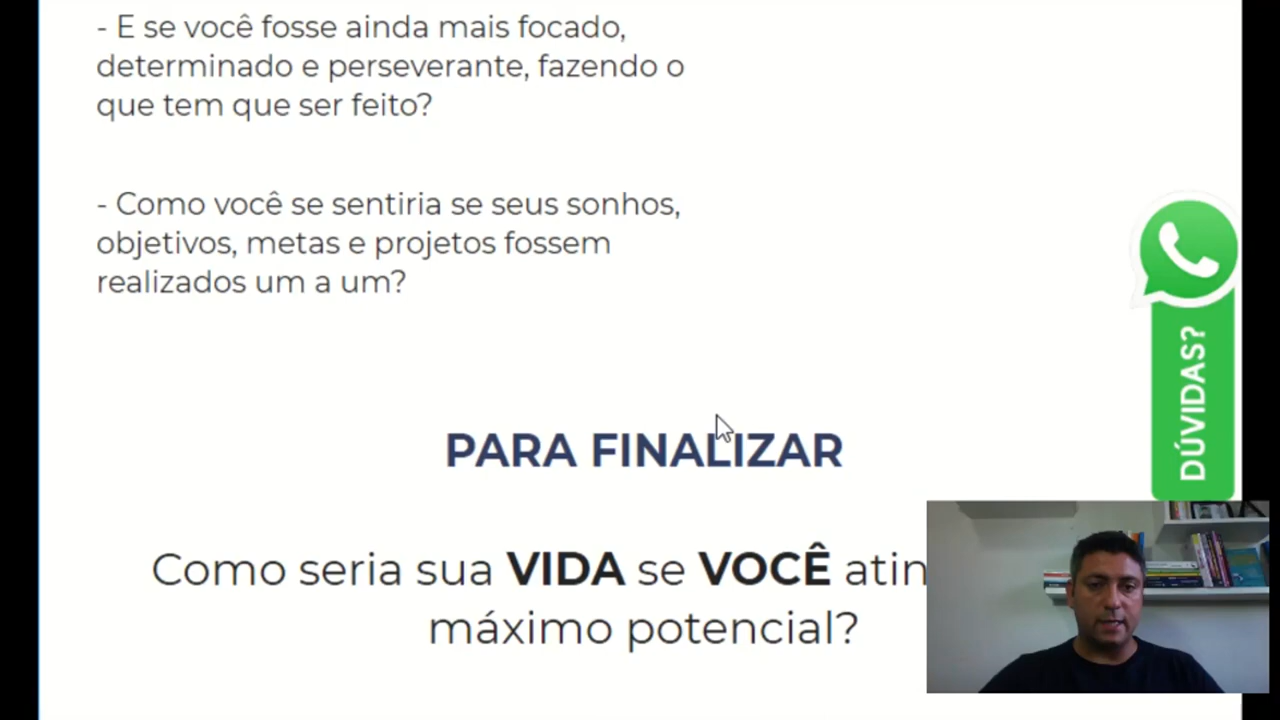 - E se você fosse ainda mais focado,
determinado e perseverante, fazendo o
que tem que ser feito?
- Como você se sentiria se seus sonhos,
objetivos, metas e projetos fossem
realizados um a um?
DÚVIDAS?
PARA FINALIZAR
Como seria sua VIDA se VOCÊ
máximo potencial?